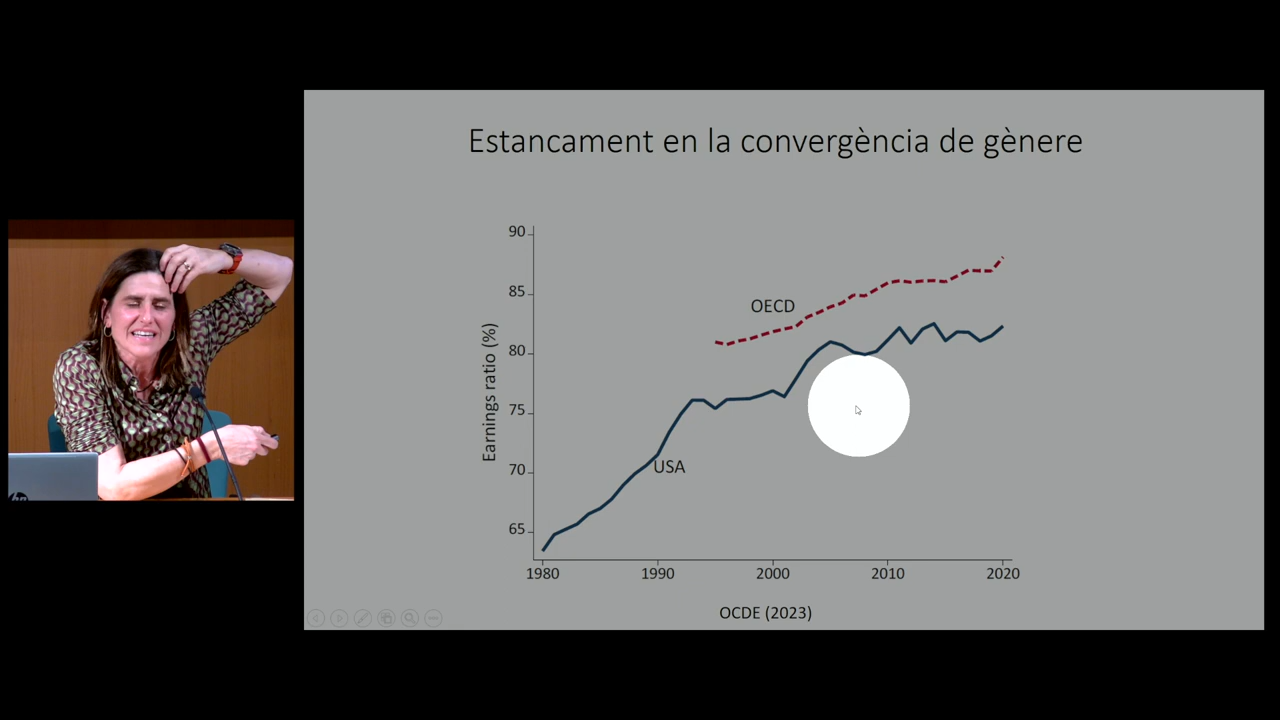 Estancament en la convergència de gènere
90
85
80
75
70
65
Earnings ratio (%)
OECD
USA
1980 1990 2000 2010 2020
OCDE (2023)
hp